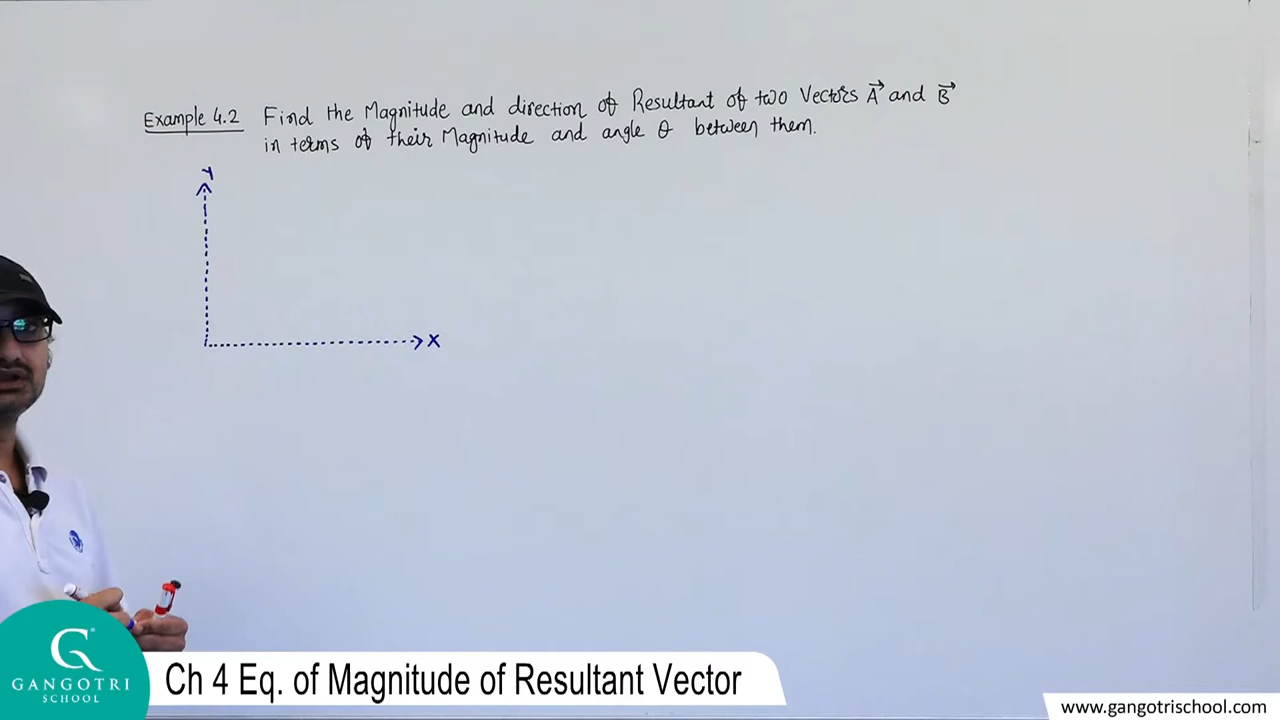 Example 4.2 Find the Magnitude and direction of Resultant of two Vectors A⃗ and B⃗
in terms of their Magnitude and angle θ between them.
Y
X
G
GANGOTRI
SCHOOL
Ch 4 Eq. of Magnitude of Resultant Vector
www.gangotrischool.com